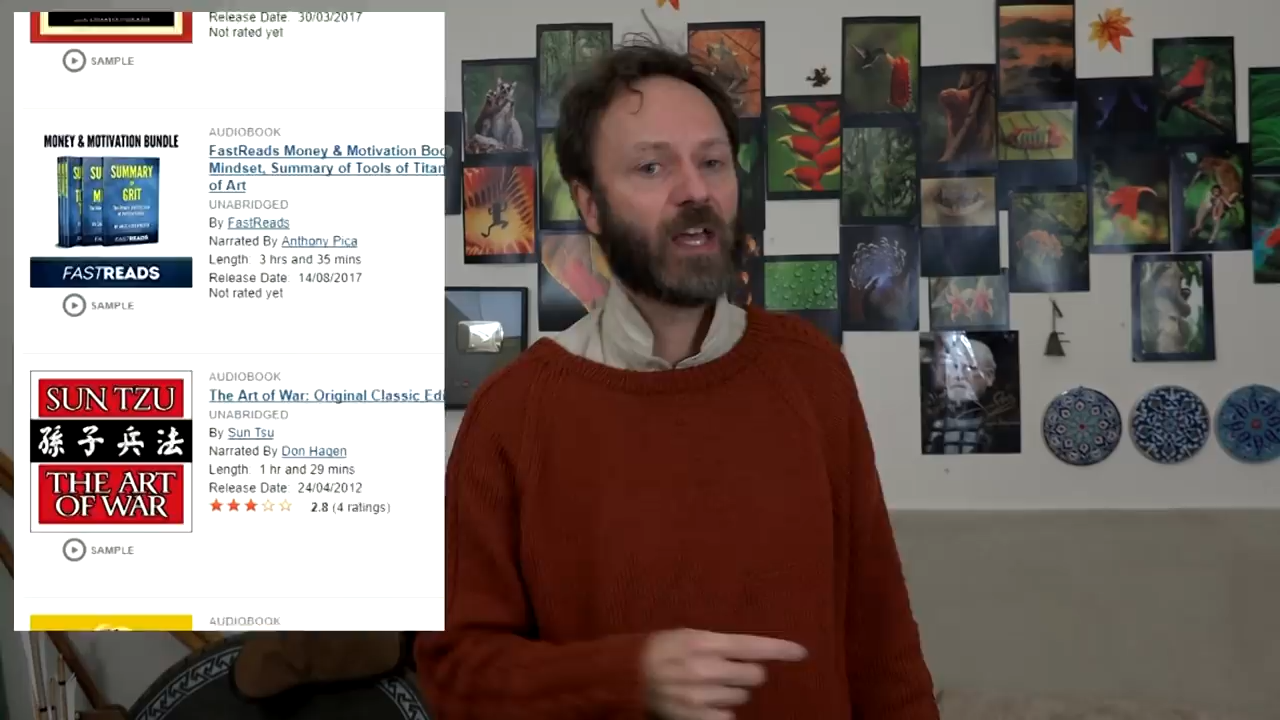 Release Date: 30/03/2017
Not rated yet
SAMPLE
MONEY & MOTIVATION BUNDLE
SUMMARY
GRIT
FASTREADS
FASTREADS
SAMPLE
AUDIOBOOK
FastReads Money & Motivation
Mindset, Summary of Tools of
of Art
UNABRIDGED
By FastReads
Narrated By Anthony Pica
Length: 3 hrs and 35 mins
Release Date: 14/08/2017
Not rated yet
SUN TZU
孫子兵法
THE ART
OF WAR
SAMPLE
AUDIOBOOK
The Art of War: Original Classic
UNABRIDGED
By Sun Tsu
Narrated By Don Hagen
Length: 1 hr and 29 mins
Release Date: 24/04/2012
2.8 (4 ratings)
AUDIOBOOK